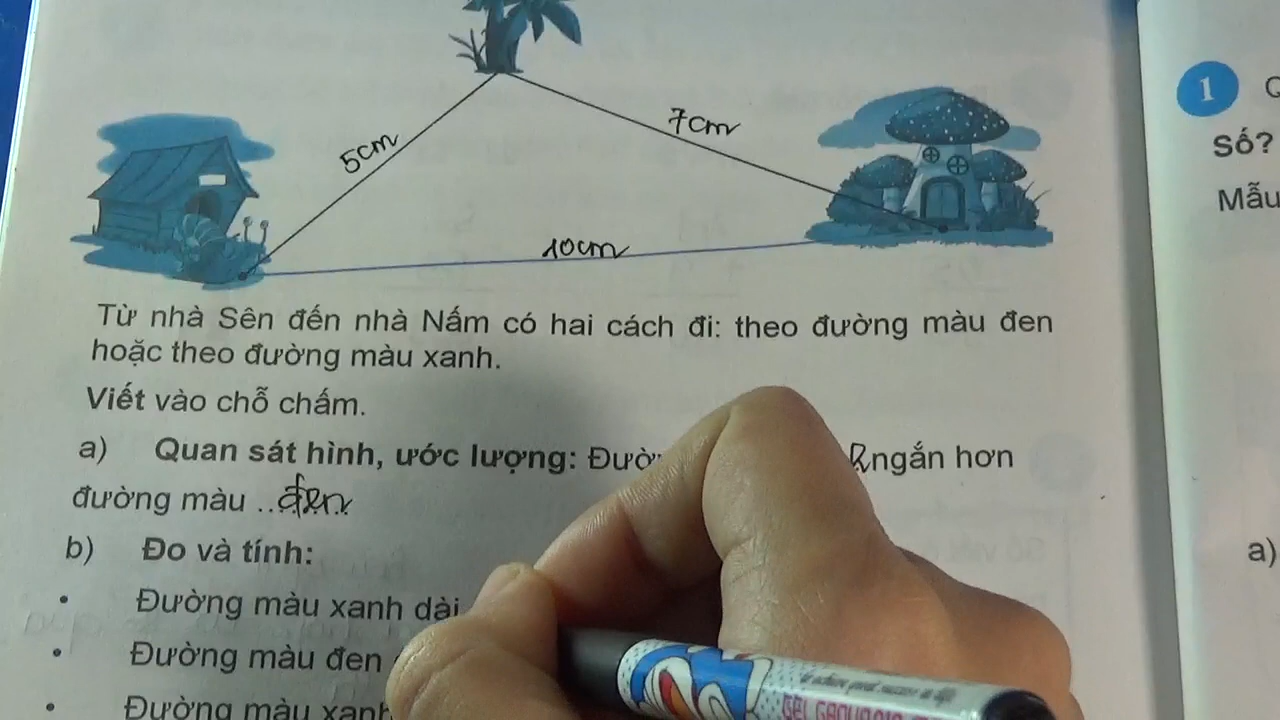 5cm
7cm
10cm
Từ nhà Sên đến nhà Nấm có hai cách đi: theo đường màu đen
hoặc theo đường màu xanh.
Viết vào chỗ chấm.
a) Quan sát hình, ước lượng: ngắn hơn
đường màu ..đen
b) Đo và tính:
• Đường màu xanh dài
• Đường màu đen
• Đường màu xanh
1
Số?
Mẫu
a)
GEL